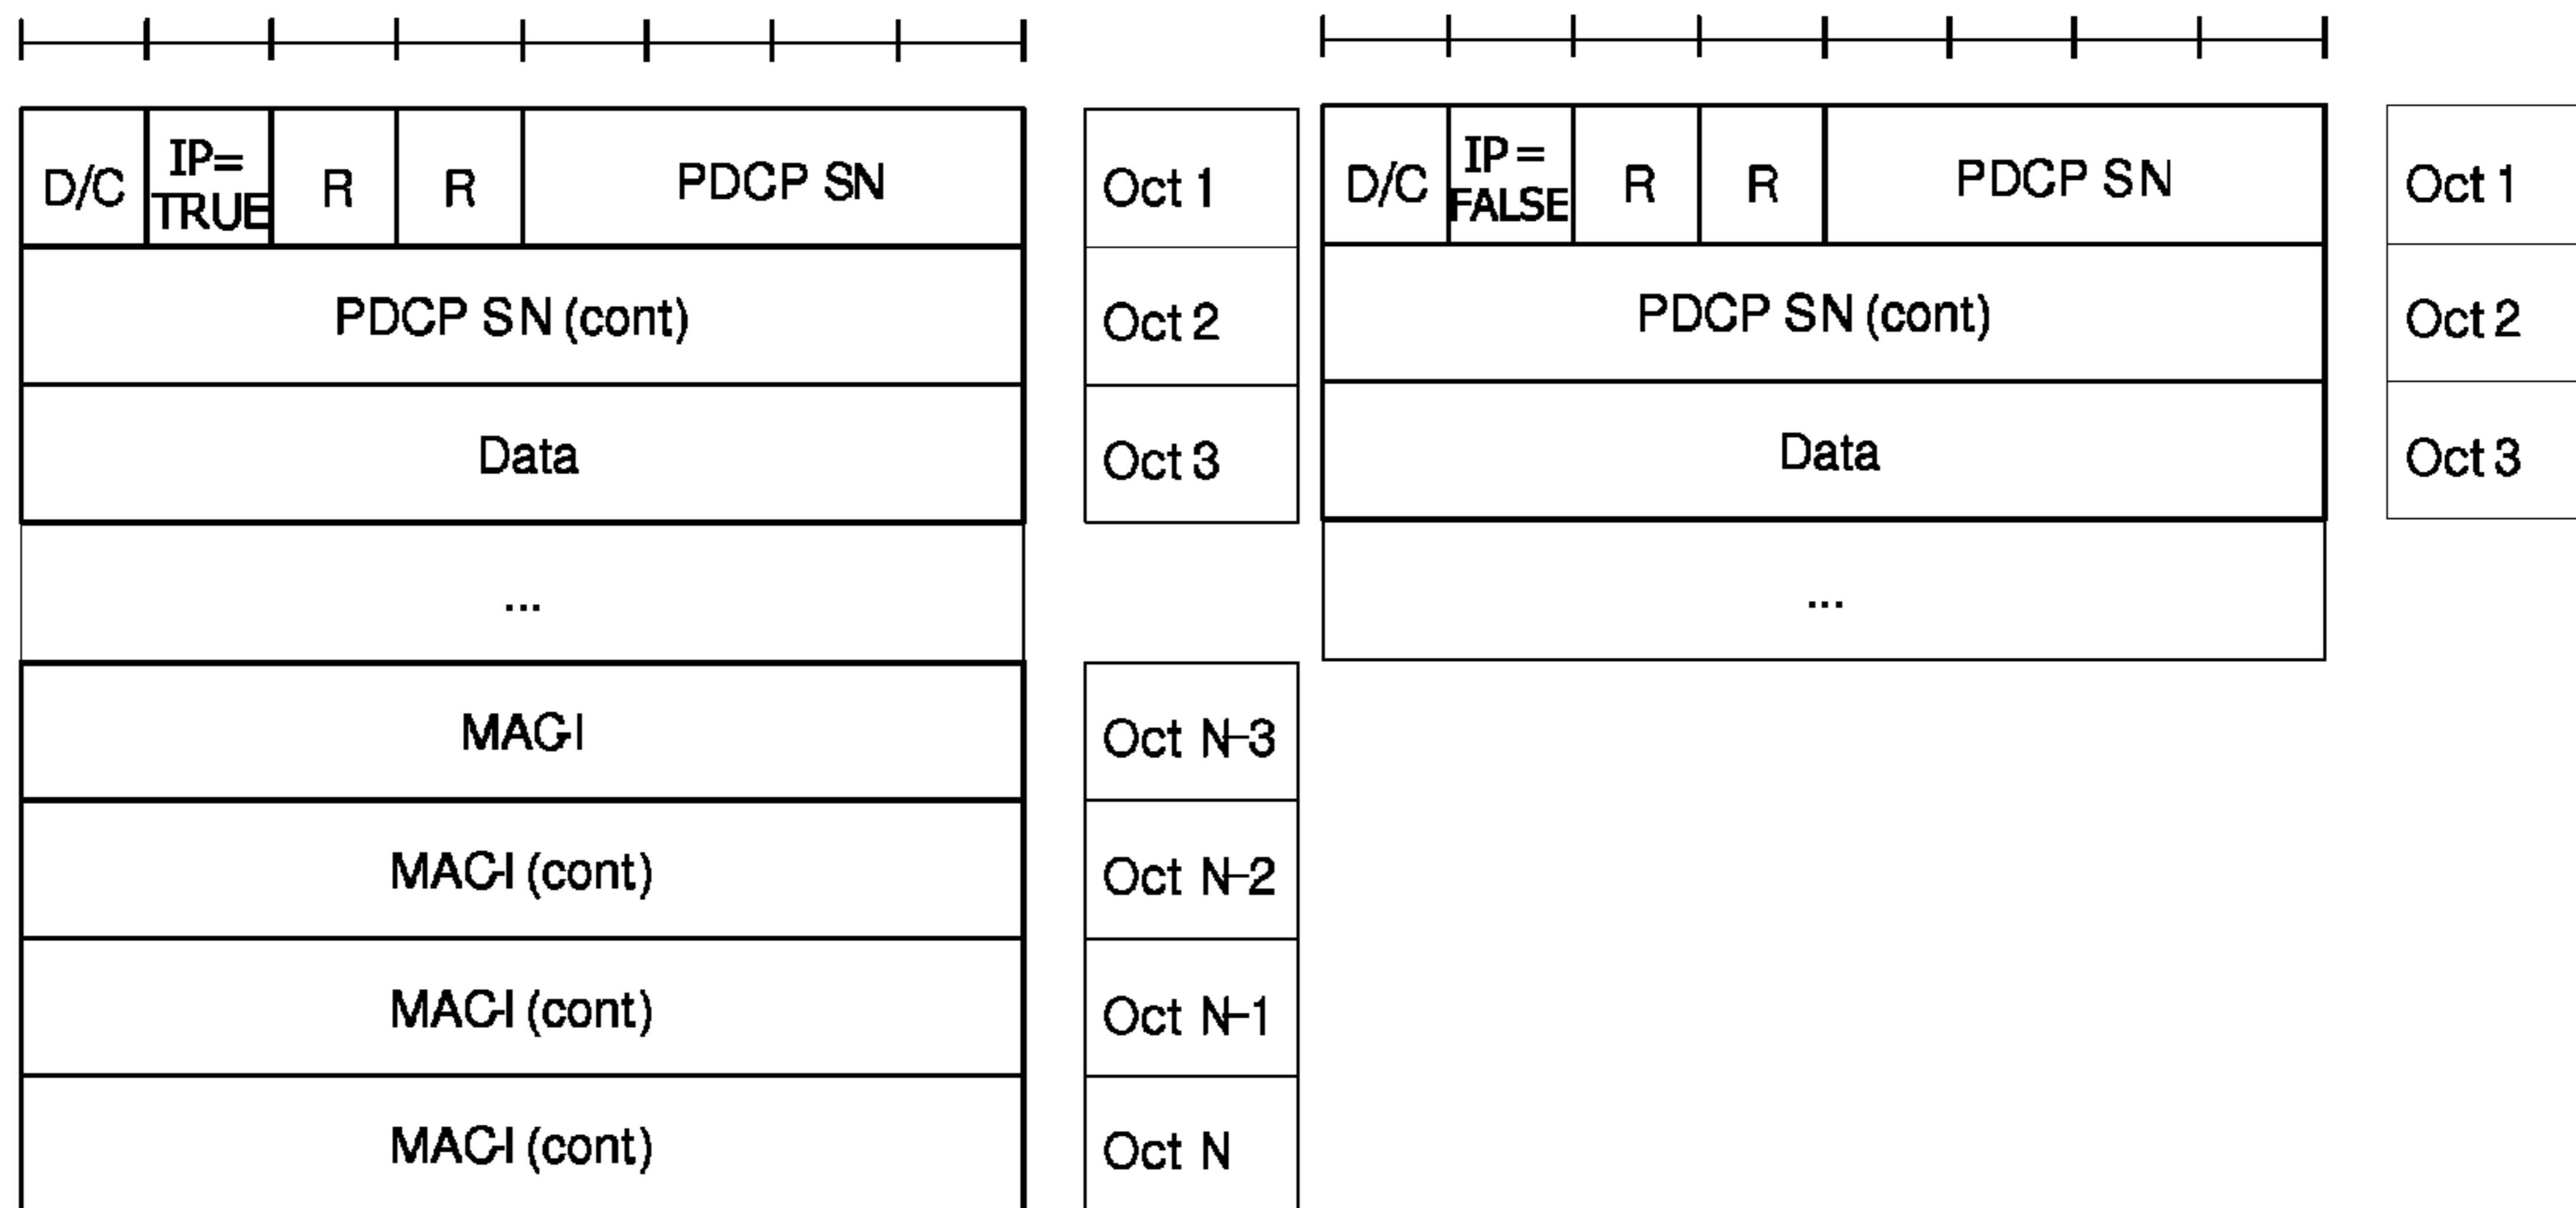 D/C IP= TRUE R R PDCP SN Oct 1
PDCP SN (cont) Oct 2
Data Oct 3
...
MAC-I Oct N-3
MAC-I (cont) Oct N-2
MAC-I (cont) Oct N-1
MAC-I (cont) Oct N
D/C IP= FALSE R R PDCP SN Oct 1
PDCP SN (cont) Oct 2
Data Oct 3
...